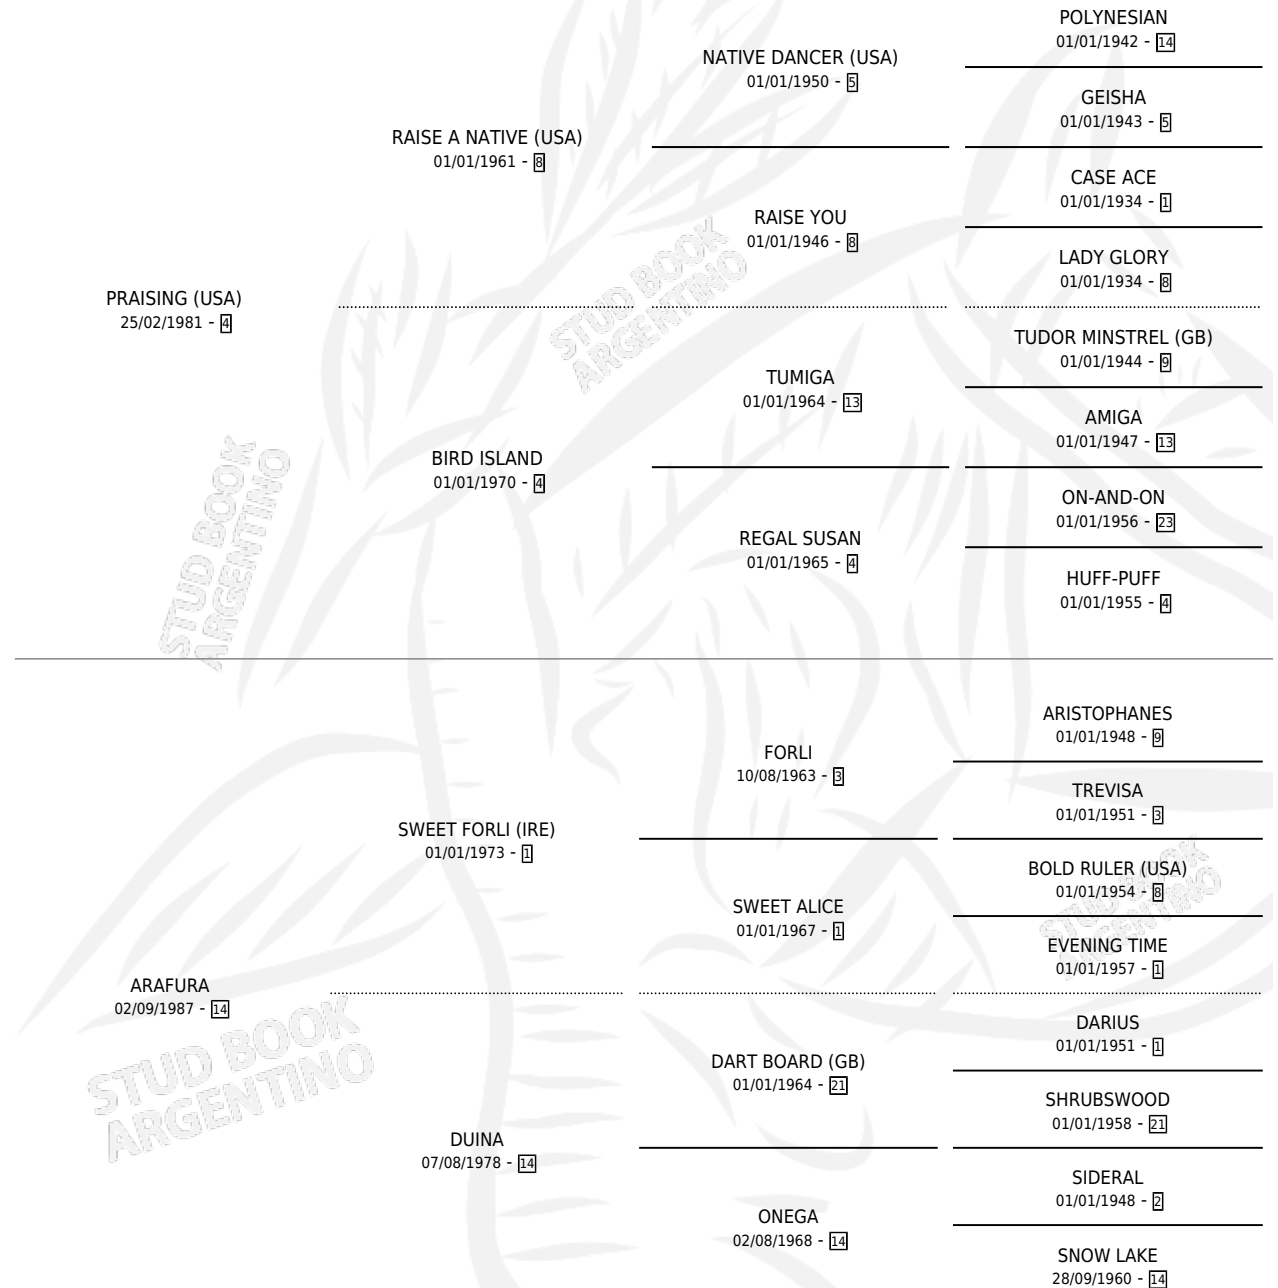 POLYNESIAN
01/01/1942 - 14
NATIVE DANCER (USA)
01/01/1950 - 5
GEISHA
01/01/1943 - 5
RAISE A NATIVE (USA)
01/01/1961 - 8
CASE ACE
01/01/1934 - 1
RAISE YOU
01/01/1946 - 8
LADY GLORY
01/01/1934 - 8
PRAISING (USA)
25/02/1981 - 4
STUD BOOK
ARGENTINO
TUDOR MINSTREL (GB)
01/01/1944 - 9
TUMIGA
01/01/1964 - 13
AMIGA
01/01/1947 - 13
BIRD ISLAND
01/01/1970 - 4
ON-AND-ON
01/01/1956 - 23
REGAL SUSAN
01/01/1965 - 4
HUFF-PUFF
01/01/1955 - 4
STUD BOOK
ARGENTINO
ARISTOPHANES
01/01/1948 - 9
FORLI
10/08/1963 - 3
TREVISA
01/01/1951 - 3
SWEET FORLI (IRE)
01/01/1973 - 1
BOLD RULER (USA)
01/01/1954 - 8
SWEET ALICE
01/01/1967 - 1
EVENING TIME
01/01/1957 - 1
STUD BOOK
ARGENTINO
ARAFURA
02/09/1987 - 14
DARIUS
01/01/1951 - 1
DART BOARD (GB)
01/01/1964 - 21
SHRUBSWOOD
01/01/1958 - 21
STUD BOOK
ARGENTINO
DUINA
07/08/1978 - 14
SIDERAL
01/01/1948 - 2
ONEGA
02/08/1968 - 14
SNOW LAKE
28/09/1960 - 14